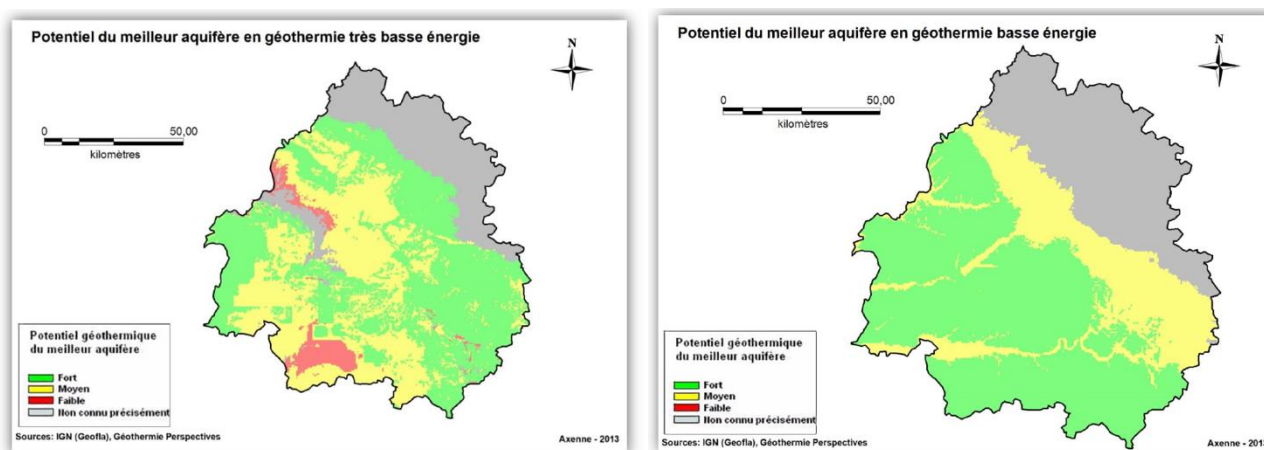 Potentiel du meilleur aquifère en géothermie très basse énergie
N
0 50,00
kilomètres
Potentiel géothermique
du meilleur aquifère
Fort
Moyen
Faible
Non connu précisément
Sources: IGN (Geofla), Géothermie Perspectives
Axenne - 2013
Potentiel du meilleur aquifère en géothermie basse énergie
N
0 50,00
kilomètres
Potentiel géothermique
du meilleur aquifère
Fort
Moyen
Faible
Non connu précisément
Sources: IGN (Geofla), Géothermie Perspectives
Axenne - 2013